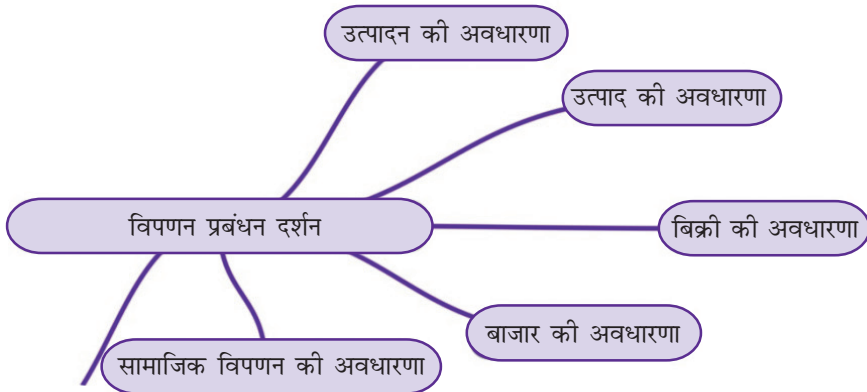 उत्पादन की अवधारणा
उत्पाद की अवधारणा
विपणन प्रबंधन दर्शन
बिक्री की अवधारणा
बाजार की अवधारणा
सामाजिक विपणन की अवधारणा